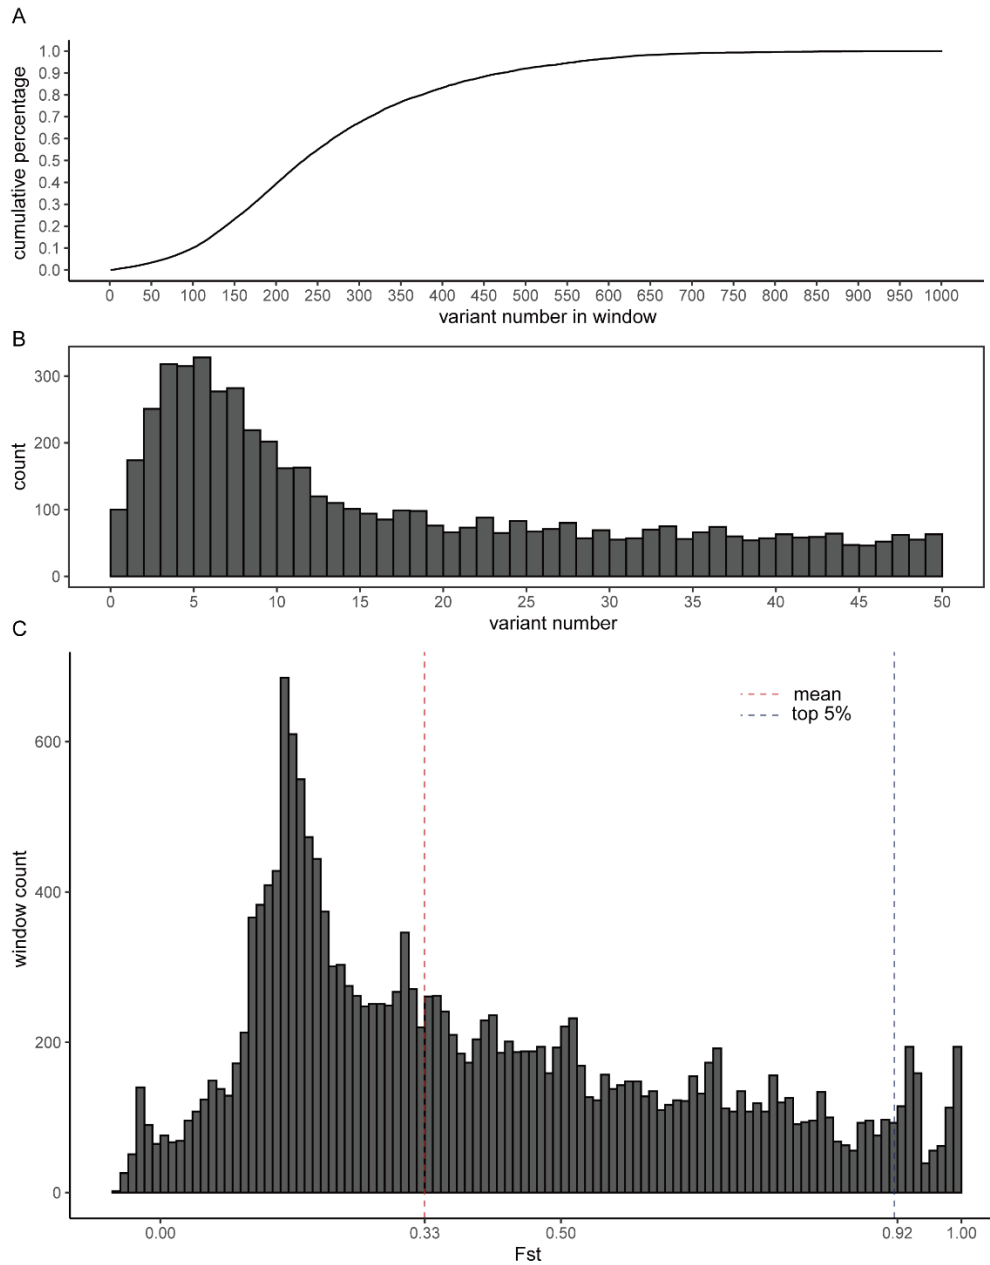 A
cumulative percentage
1.0
0.9
0.8
0.7
0.6
0.5
0.4
0.3
0.2
0.1
0.0
0 50 100 150 200 250 300 350 400 450 500 550 600 650 700 750 800 850 900 950 1000
variant number in window
B
count
300
200
100
0
0 5 10 15 20 25 30 35 40 45 50
variant number
C
mean
top 5%
window count
600
400
200
0
0.00 0.33 0.50 0.92 1.00
Fst